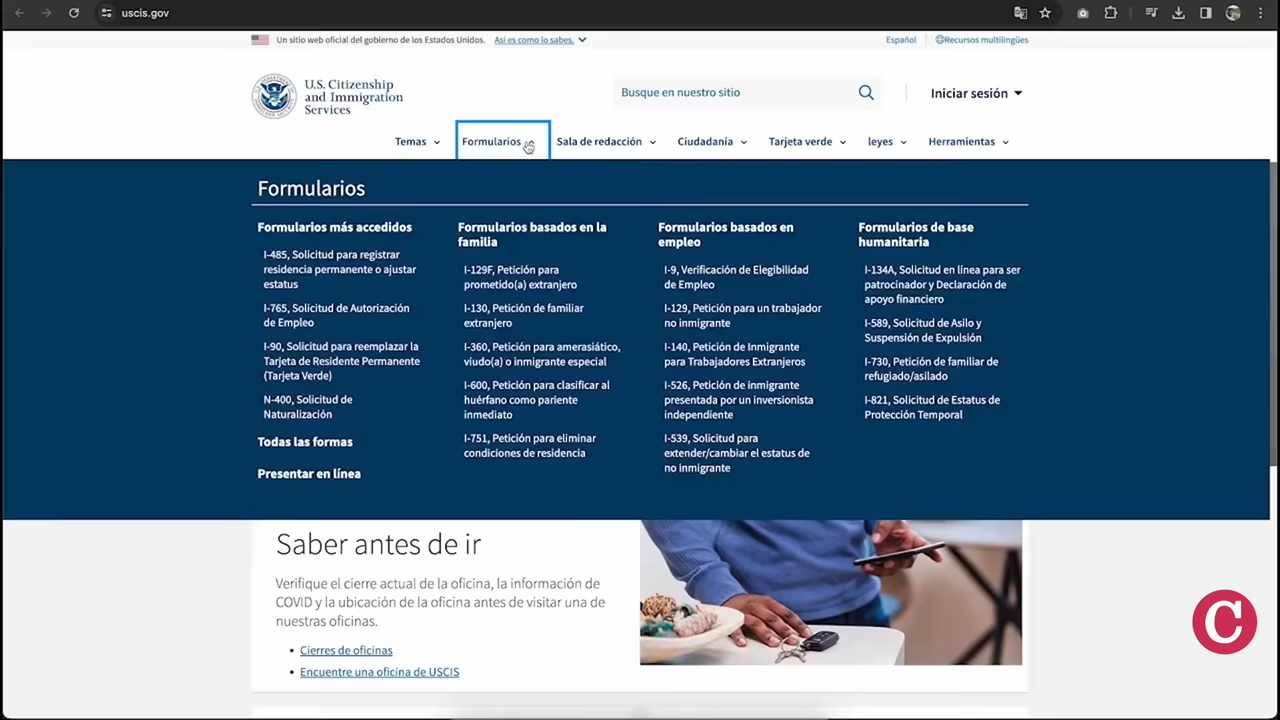 uscis.gov
Un sitio web oficial del gobierno de los Estados Unidos. Así es como lo sabes.
Español
Recursos multilingües
U.S. Citizenship
and Immigration
Services
Busque en nuestro sitio
Iniciar sesión
Temas
Formularios
Sala de redacción
Ciudadanía
Tarjeta verde
leyes
Herramientas
Formularios
Formularios más accedidos
I-485, Solicitud para registrar
residencia permanente o ajustar
estatus
I-765, Solicitud de Autorización
de Empleo
I-90, Solicitud para reemplazar la
Tarjeta de Residente Permanente
(Tarjeta Verde)
N-400, Solicitud de
Naturalización
Todas las formas
Presentar en línea
Formularios basados en la
familia
I-129F, Petición para
prometido(a) extranjero
I-130, Petición de familiar
extranjero
I-360, Petición para amerasiático,
viudo(a) o inmigrante especial
I-600, Petición para clasificar al
huérfano como pariente
inmediato
I-751, Petición para eliminar
condiciones de residencia
Formularios basados en
empleo
I-9, Verificación de Elegibilidad
de Empleo
I-129, Petición para un trabajador
no inmigrante
I-140, Petición de Inmigrante
para Trabajadores Extranjeros
I-526, Petición de inmigrante
presentada por un inversionista
independiente
I-539, Solicitud para
extender/cambiar el estatus de
no inmigrante
Formularios de base
humanitaria
I-134A, Solicitud en línea para ser
patrocinador y Declaración de
apoyo financiero
I-589, Solicitud de Asilo y
Suspensión de Expulsión
I-730, Petición de familiar de
refugiado/asilado
I-821, Solicitud de Estatus de
Protección Temporal
Saber antes de ir
Verifique el cierre actual de la oficina, la información de
COVID y la ubicación de la oficina antes de visitar una de
nuestras oficinas.
Cierres de oficinas
Encuentre una oficina de USCIS
C